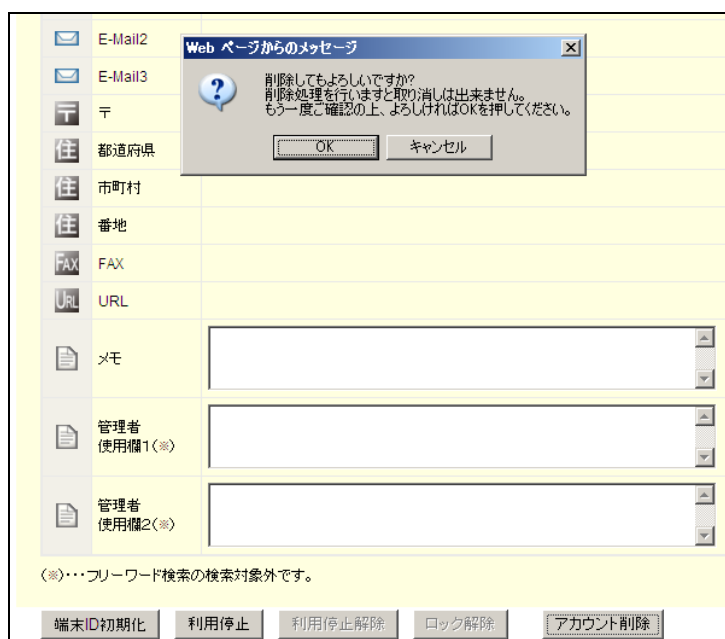 E-Mail2
Web ページからのメッセージ
E-Mail3
削除してもよろしいですか?
削除処理を行いますと取り消しは出来ません。
もう一度ご確認の上、よろしければOKを押してください。
〒 〒
OK キャンセル
住 都道府県
住 市町村
住 番地
FAX FAX
URL URL
メモ
管理者
使用欄1(※)
管理者
使用欄2(※)
(※)・・・フリーワード検索の検索対象外です。
端末ID初期化 利用停止 利用停止解除 ロック解除 アカウント削除